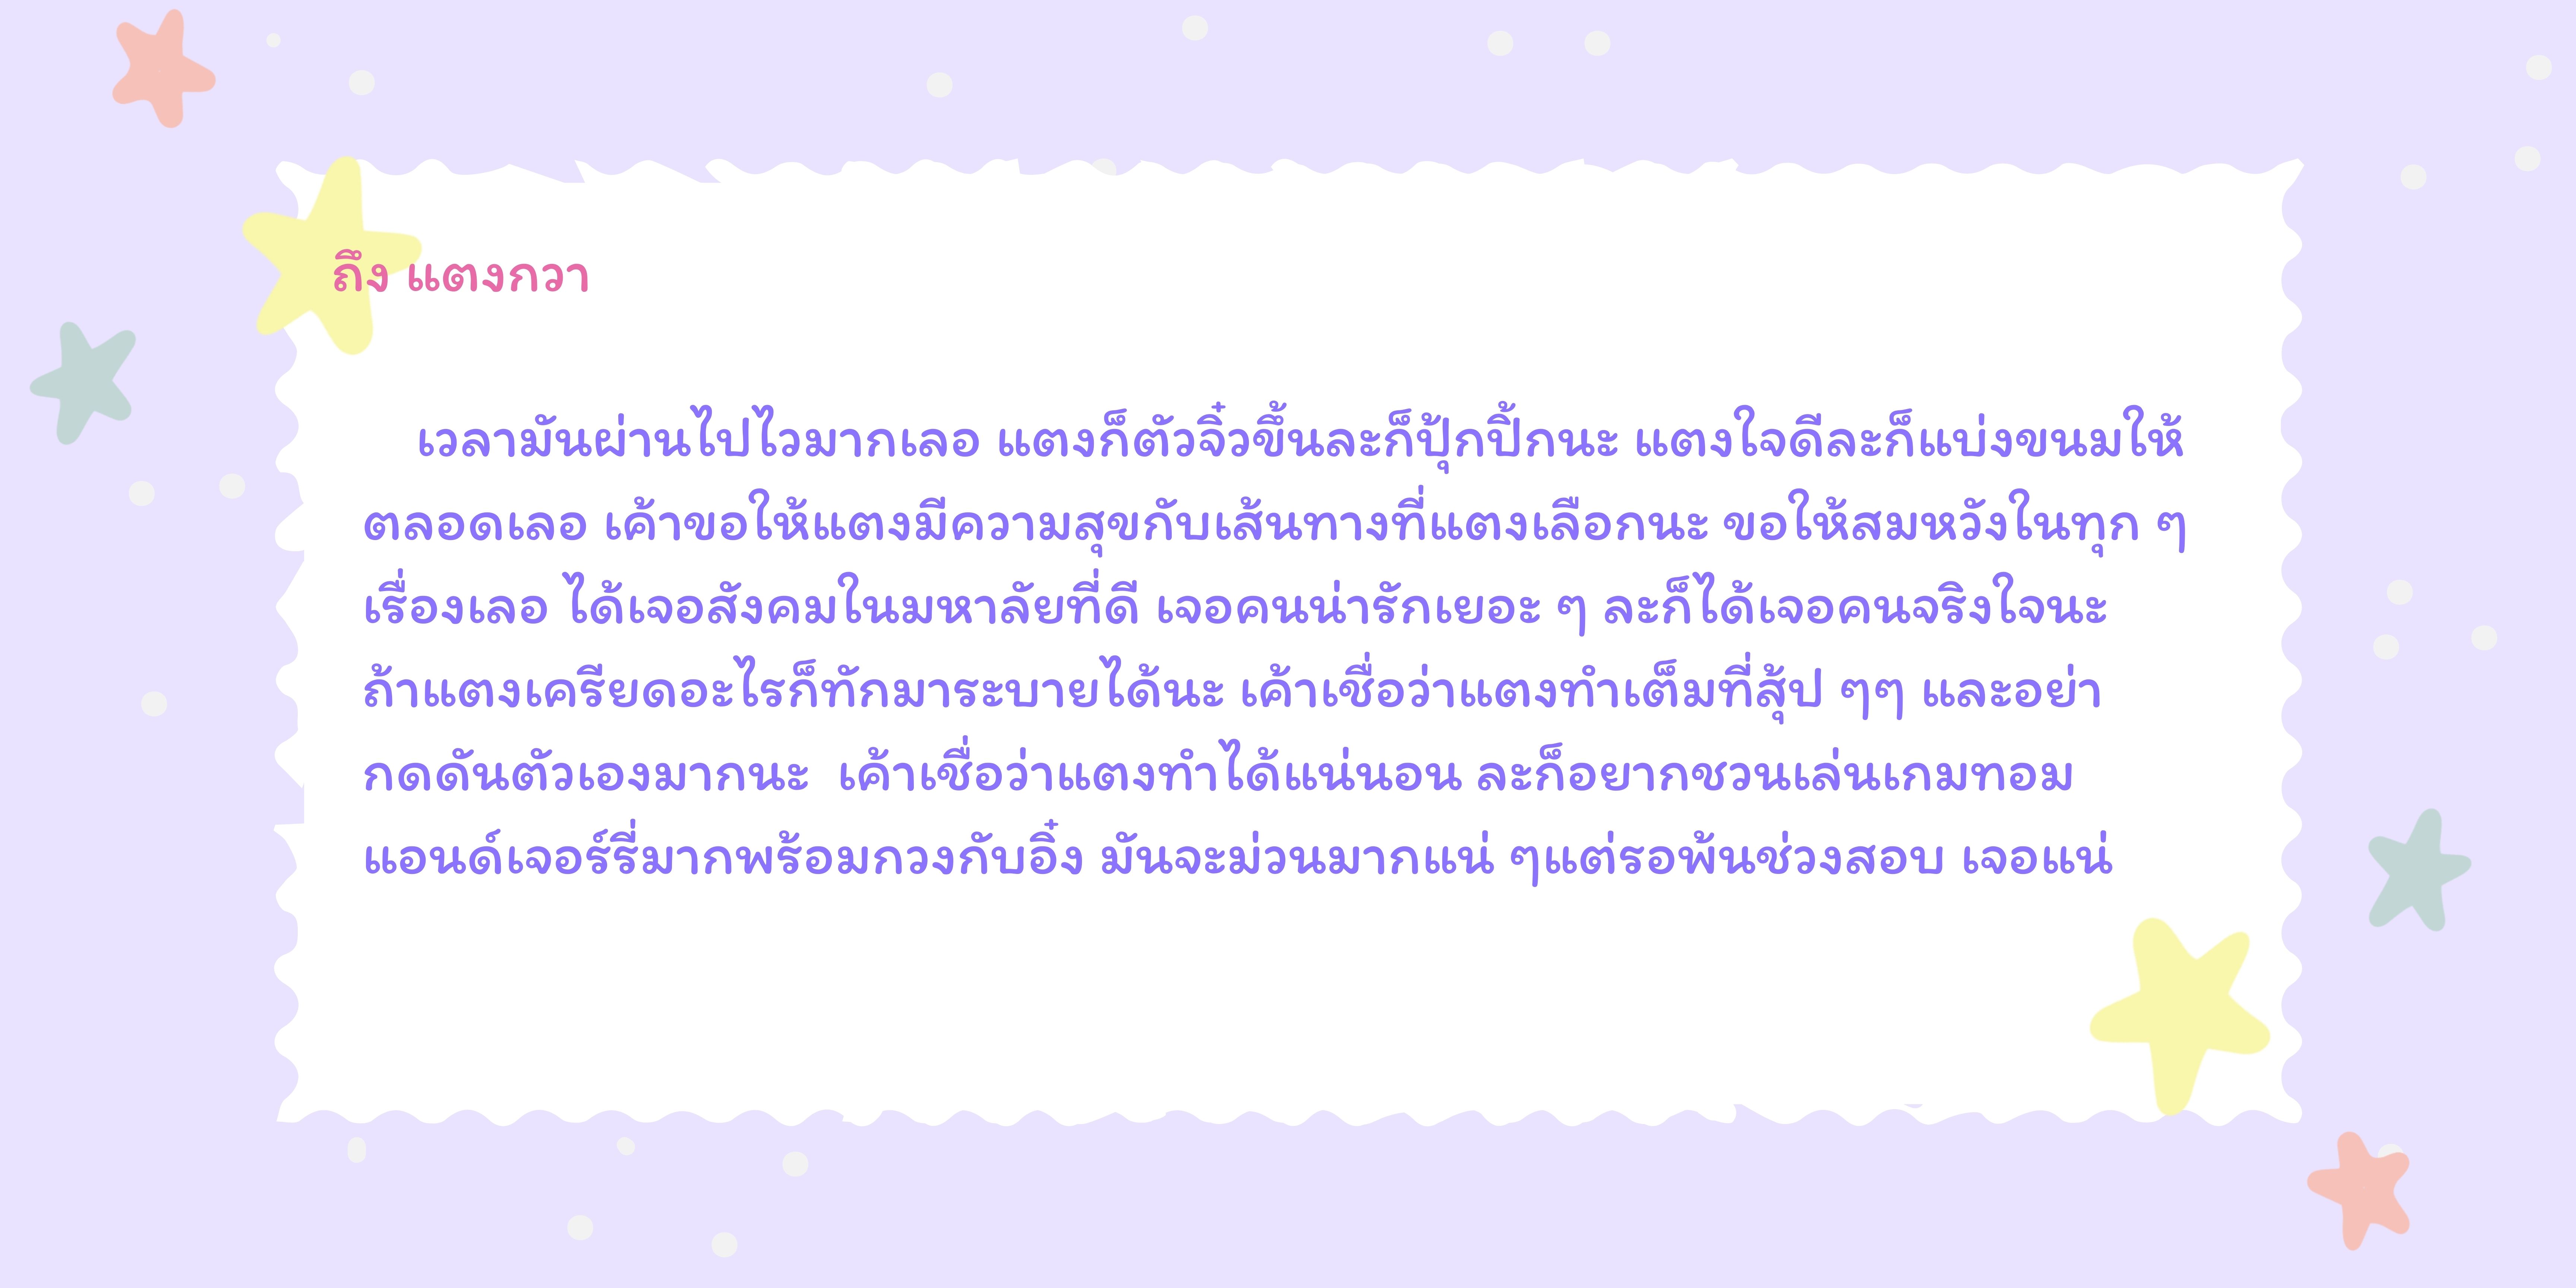 ถึง แตงกวา
เวลามันผ่านไปไวมากเลอ แตงก็ตัวจิ๋วขึ้นละก็ปุ้กปิ้กนะ แตงใจดีละก็แบ่งขนมให้
ตลอดเลอ เค้าขอให้แตงมีความสุขกับเส้นทางที่แตงเลือกนะ ขอให้สมหวังในทุก ๆ
เรื่องเลอ ได้เจอสังคมในมหาลัยที่ดี เจอคนน่ารักเยอะ ๆ ละก็ได้เจอคนจริงใจนะ
ถ้าแตงเครียดอะไรก็ทักมาระบายได้นะ เค้าเชื่อว่าแตงทำเต็มที่สุ้ป ๆๆ และอย่า
กดดันตัวเองมากนะ  เค้าเชื่อว่าแตงทำได้แน่นอน ละก็อยากชวนเล่นเกมทอม
แอนด์เจอร์รี่มากพร้อมกวงกับอิ๋ง มันจะม่วนมากแน่ ๆแต่รอพ้นช่วงสอบ เจอแน่